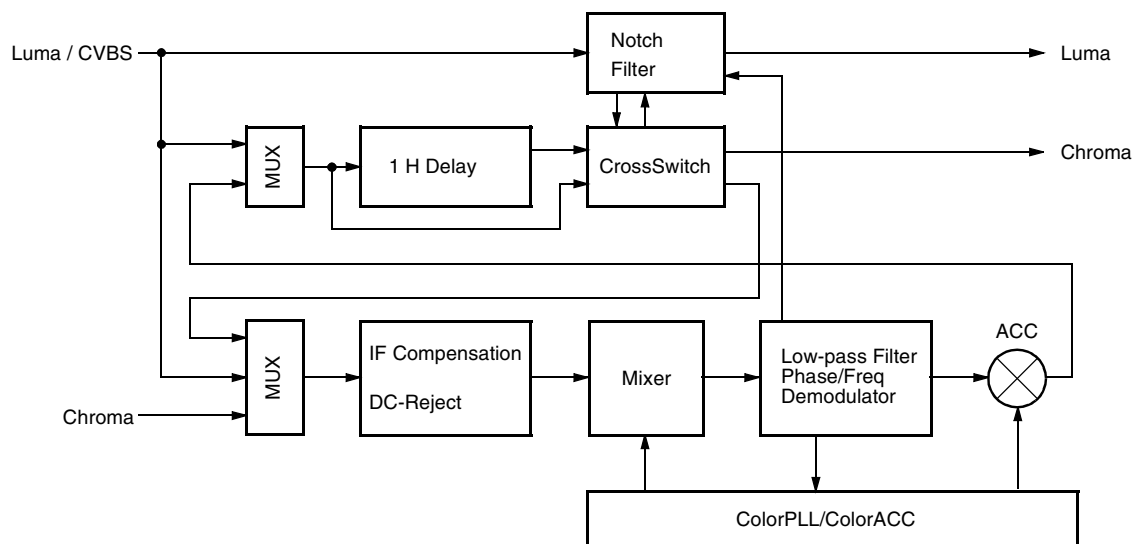 Luma / CVBS
Notch
Filter
Luma
MUX
1 H Delay
CrossSwitch
Chroma
MUX
IF Compensation
DC-Reject
Mixer
Low-pass Filter
Phase/Freq
Demodulator
ACC
Chroma
ColorPLL/ColorACC